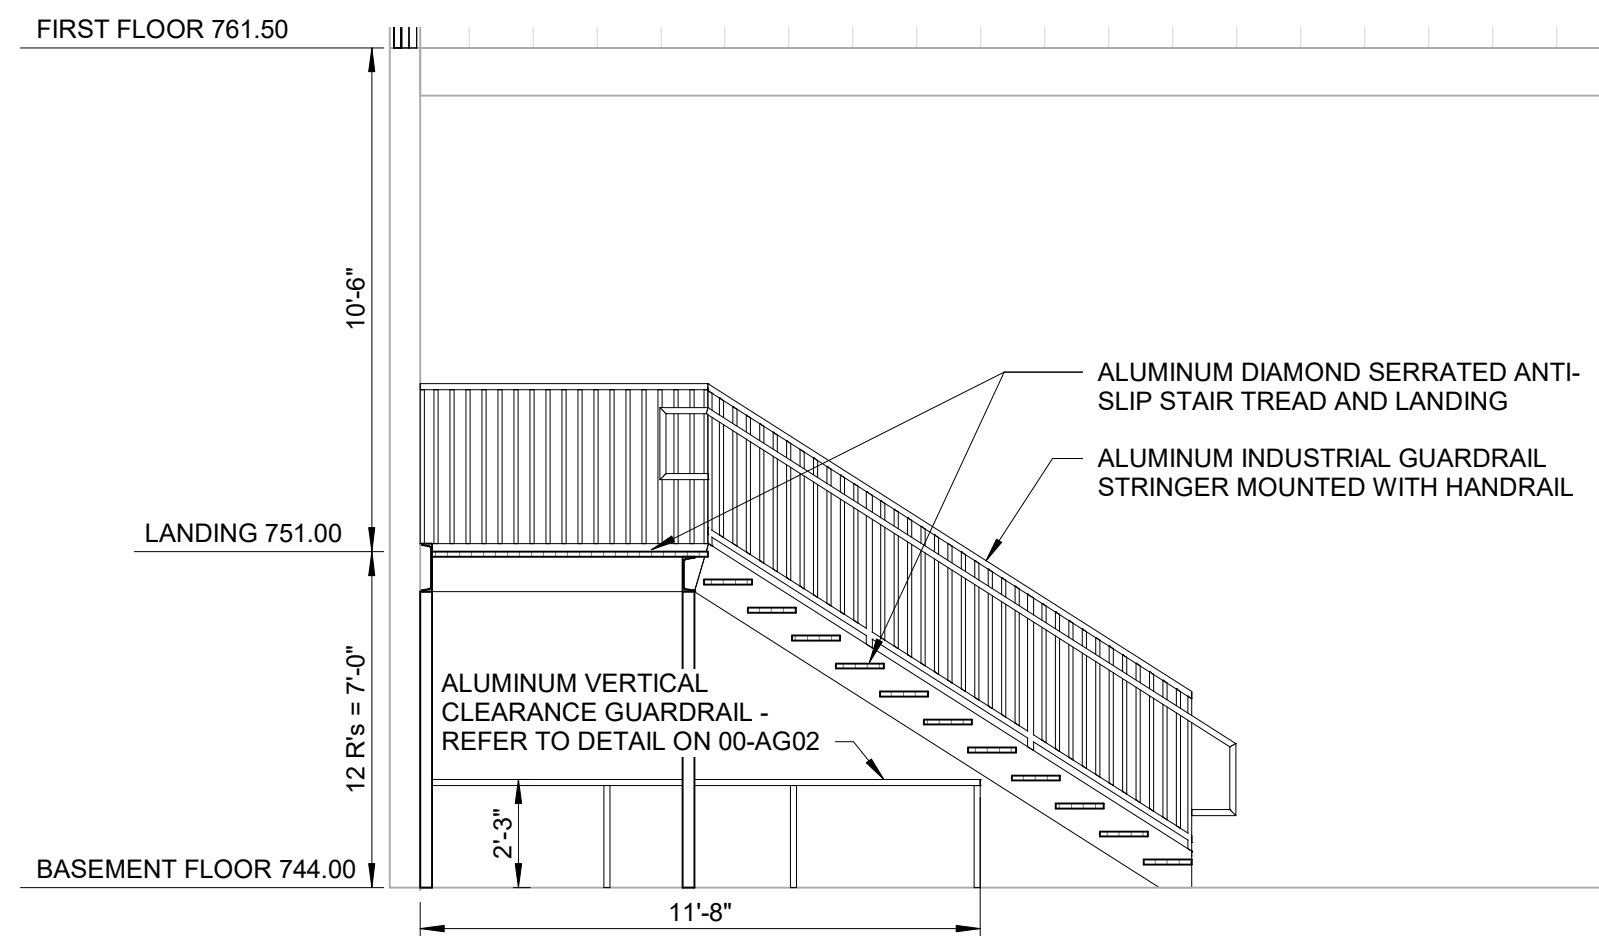 FIRST FLOOR 761.50
10'-6"
ALUMINUM DIAMOND SERRATED ANTI-
SLIP STAIR TREAD AND LANDING
ALUMINUM INDUSTRIAL GUARDRAIL
STRINGER MOUNTED WITH HANDRAIL
LANDING 751.00
12 R's = 7'-0"
ALUMINUM VERTICAL
CLEARANCE GUARDRAIL -
REFER TO DETAIL ON 00-AG02
2'-3"
BASEMENT FLOOR 744.00
11'-8"